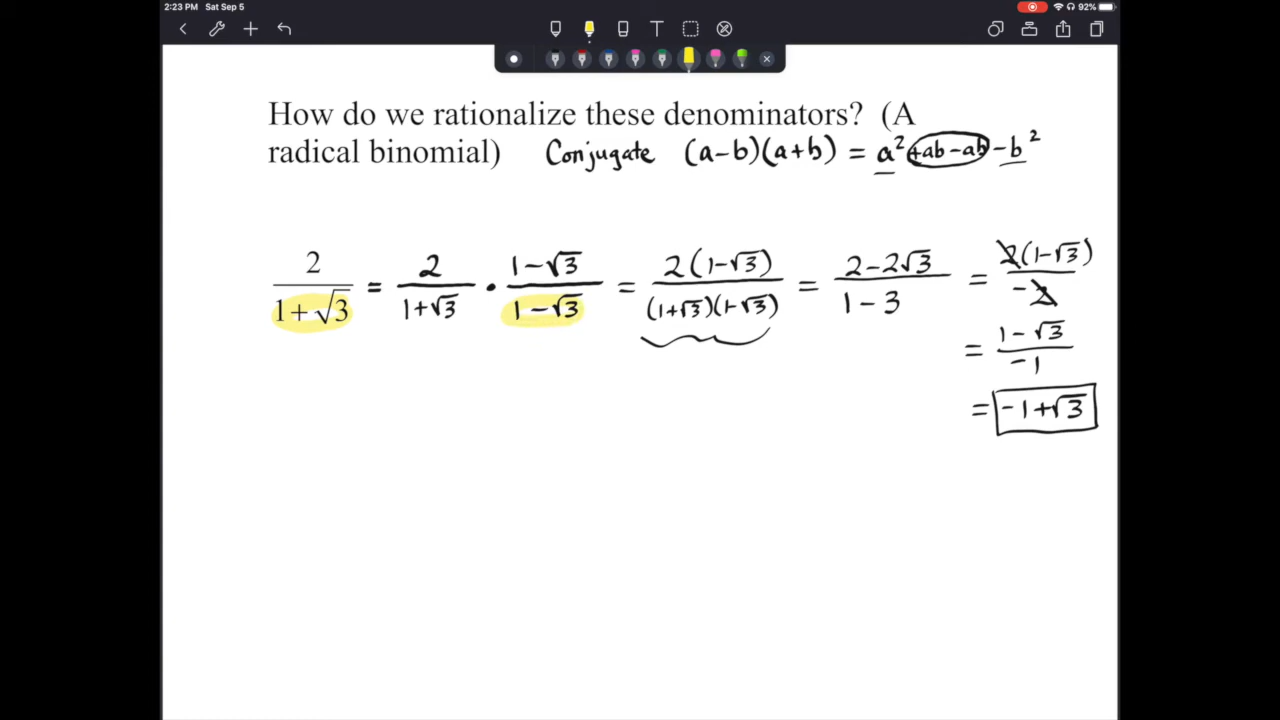 2:23 PM Sat Sep 5 92%
T
How do we rationalize these denominators? (A
radical binomial) Conjugate (a-b)(a+b) = a² +ab-ab -b²
2/(1+√3) = 2/(1+√3) • (1-√3)/(1-√3) = 2(1-√3)/((1+√3)(1-√3)) = (2-2√3)/(1-3) = 2(1-√3)/-2
= (1-√3)/-1
= -1+√3